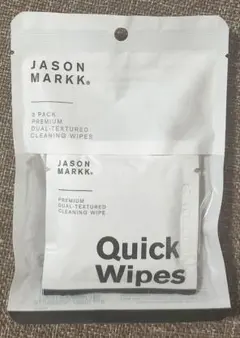 JASON
MARKK®
3 PACK
PREMIUM
DUAL-TEXTURED
CLEANING WIPES
JASON
MARKK®
PREMIUM
DUAL-TEXTURED
CLEANING WIPE
Quick
Wipes